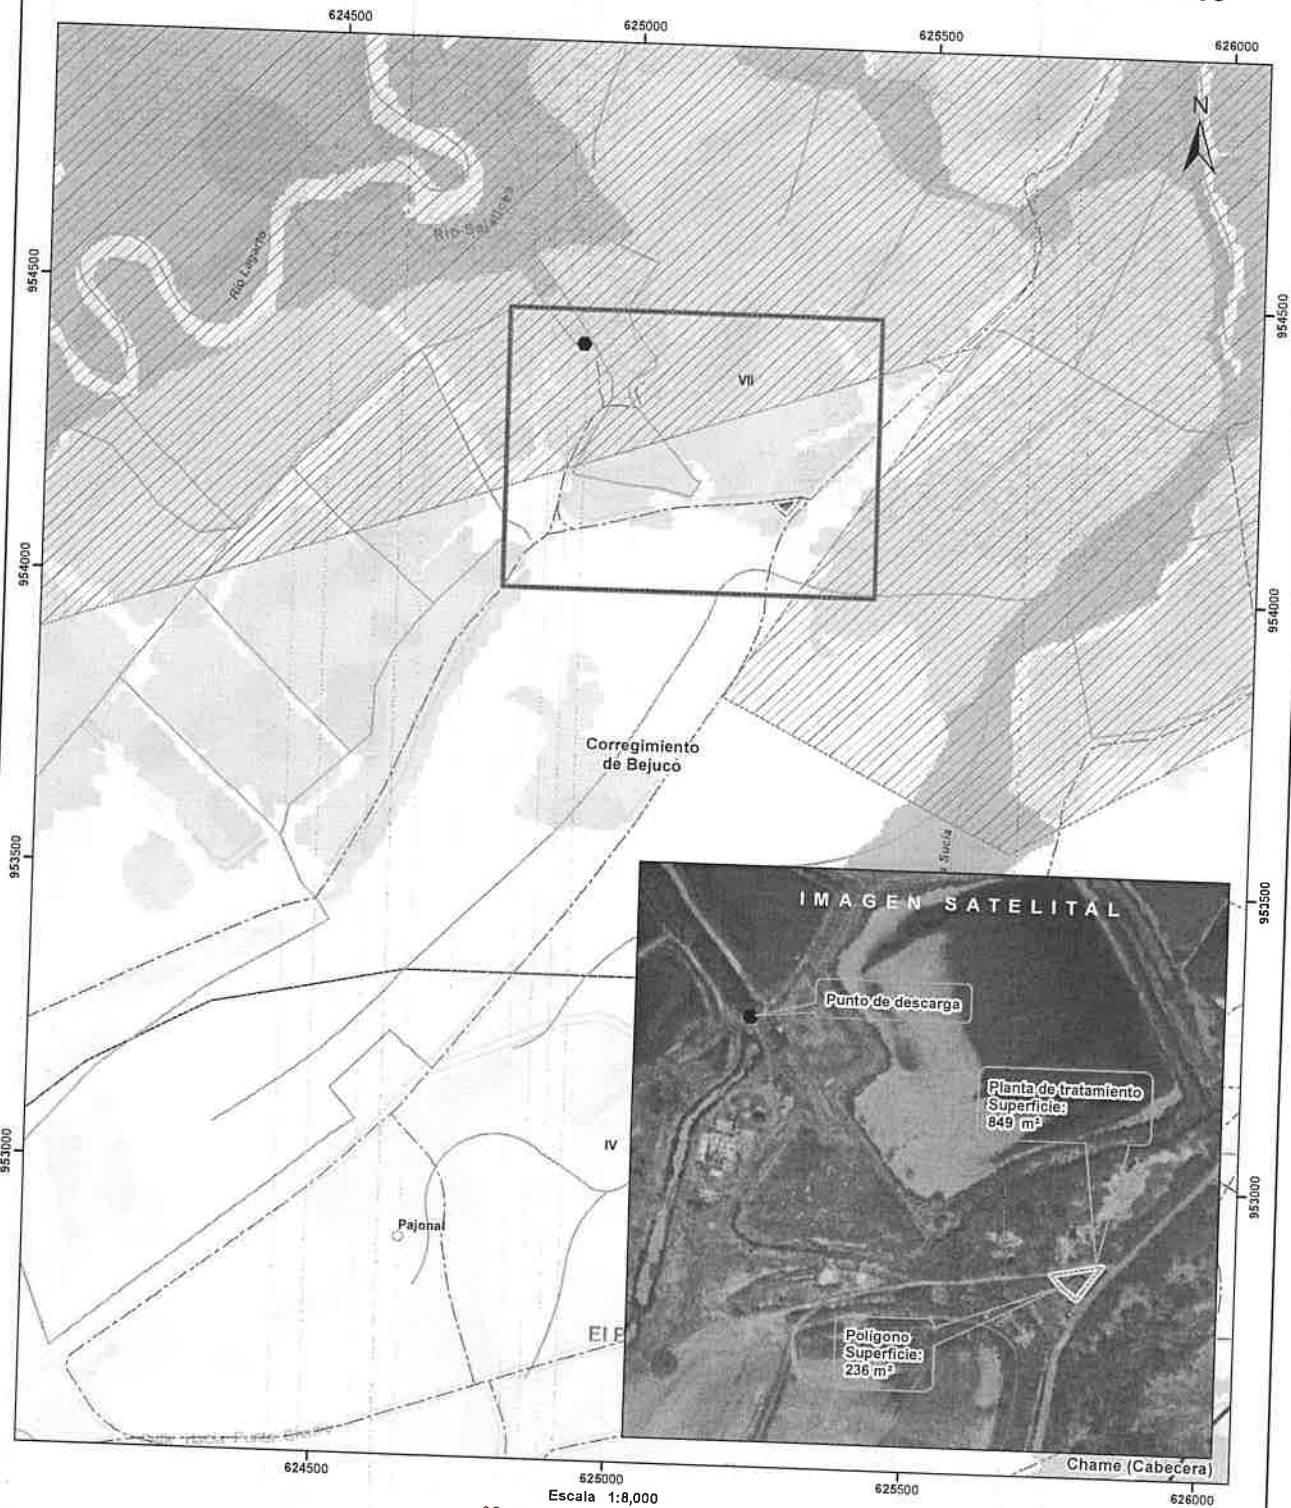 624500
625000
625500
626000
N
954500
954500
Río Lagarto
VII
954000
954000
Corregimiento
de Bejuco
953500
953500
Sucia
IMAGEN SATELITAL
Punto de descarga
Planta de tratamiento
Superficie:
849 m²
953000
953000
IV
Pajonal
Polígono
Superficie:
236 m²
El
Chame (Cabecera)
624500
625000
625500
626000
Escala 1:8,000